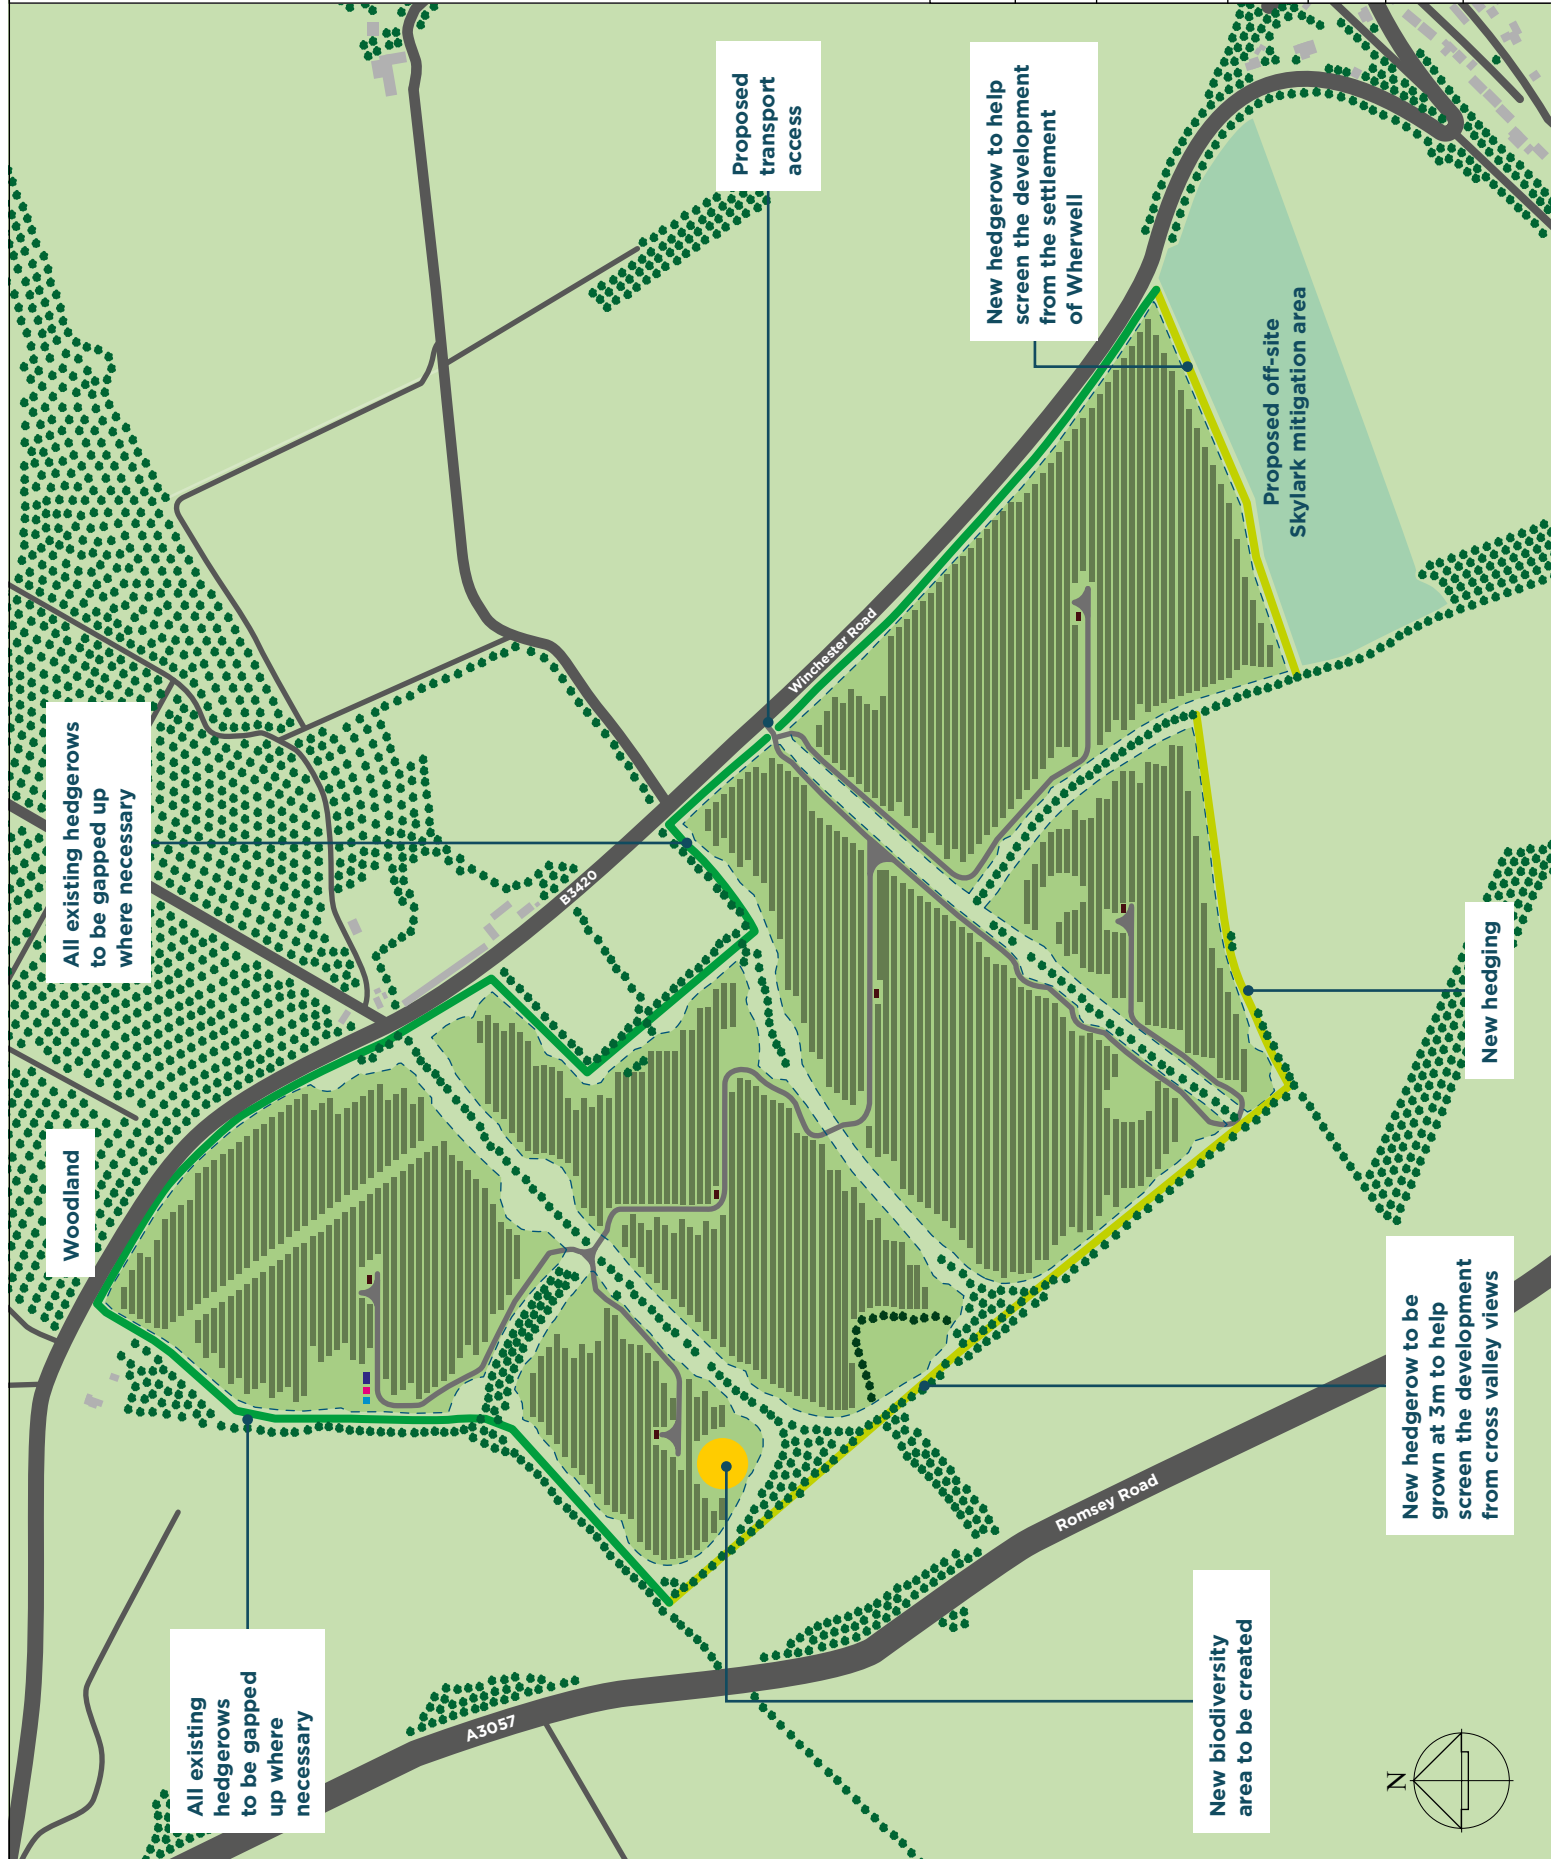 All existing
hedgerows
to be gapped
up where
necessary
Woodland
All existing hedgerows
to be gapped up
where necessary
Proposed
transport
access
New hedgerow to help
screen the development
from the settlement
of Wherwell
Winchester Road
B3420
A3057
Romsey Road
Proposed off-site
Skylark mitigation area
New hedging
New hedgerow to be
grown at 3m to help
screen the development
from cross valley views
New biodiversity
area to be created
N